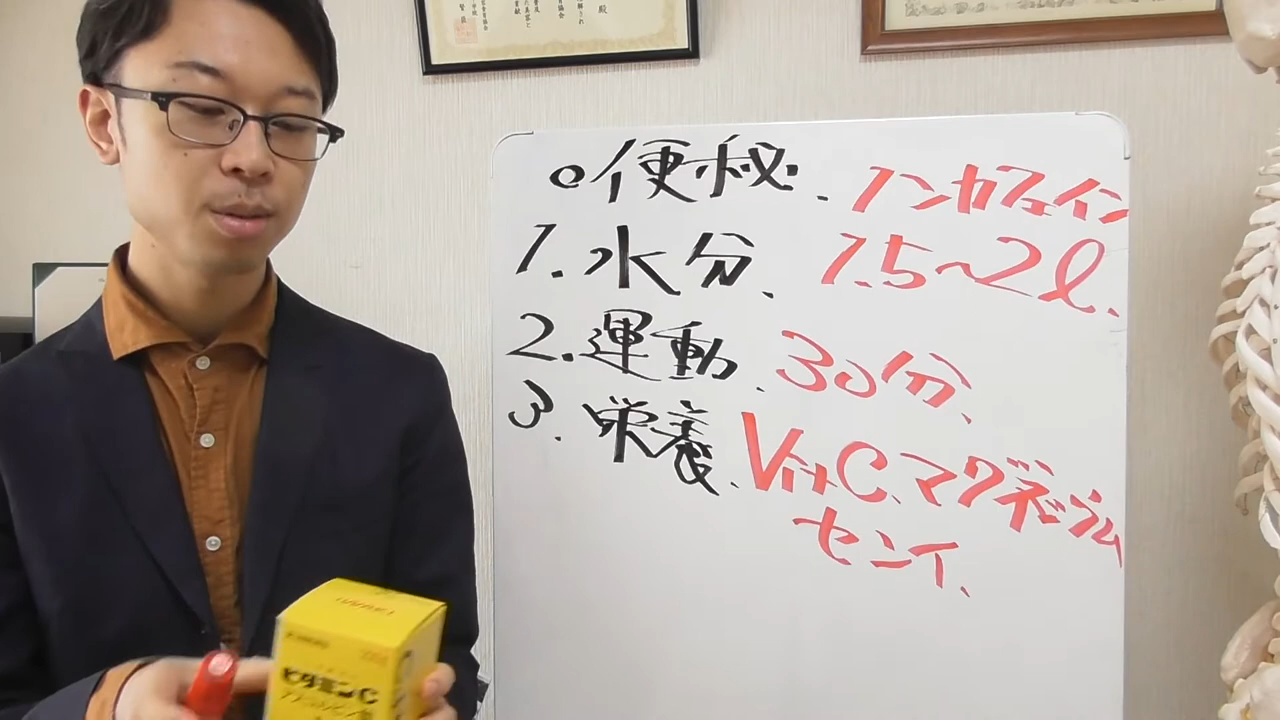 殿
。便秘. ノンカフェイン
1. 水分、 1.5~2ℓ.
2. 運動. 30分、
3. 栄養. VitC.マグネシウム
センイ、
ビタミンC